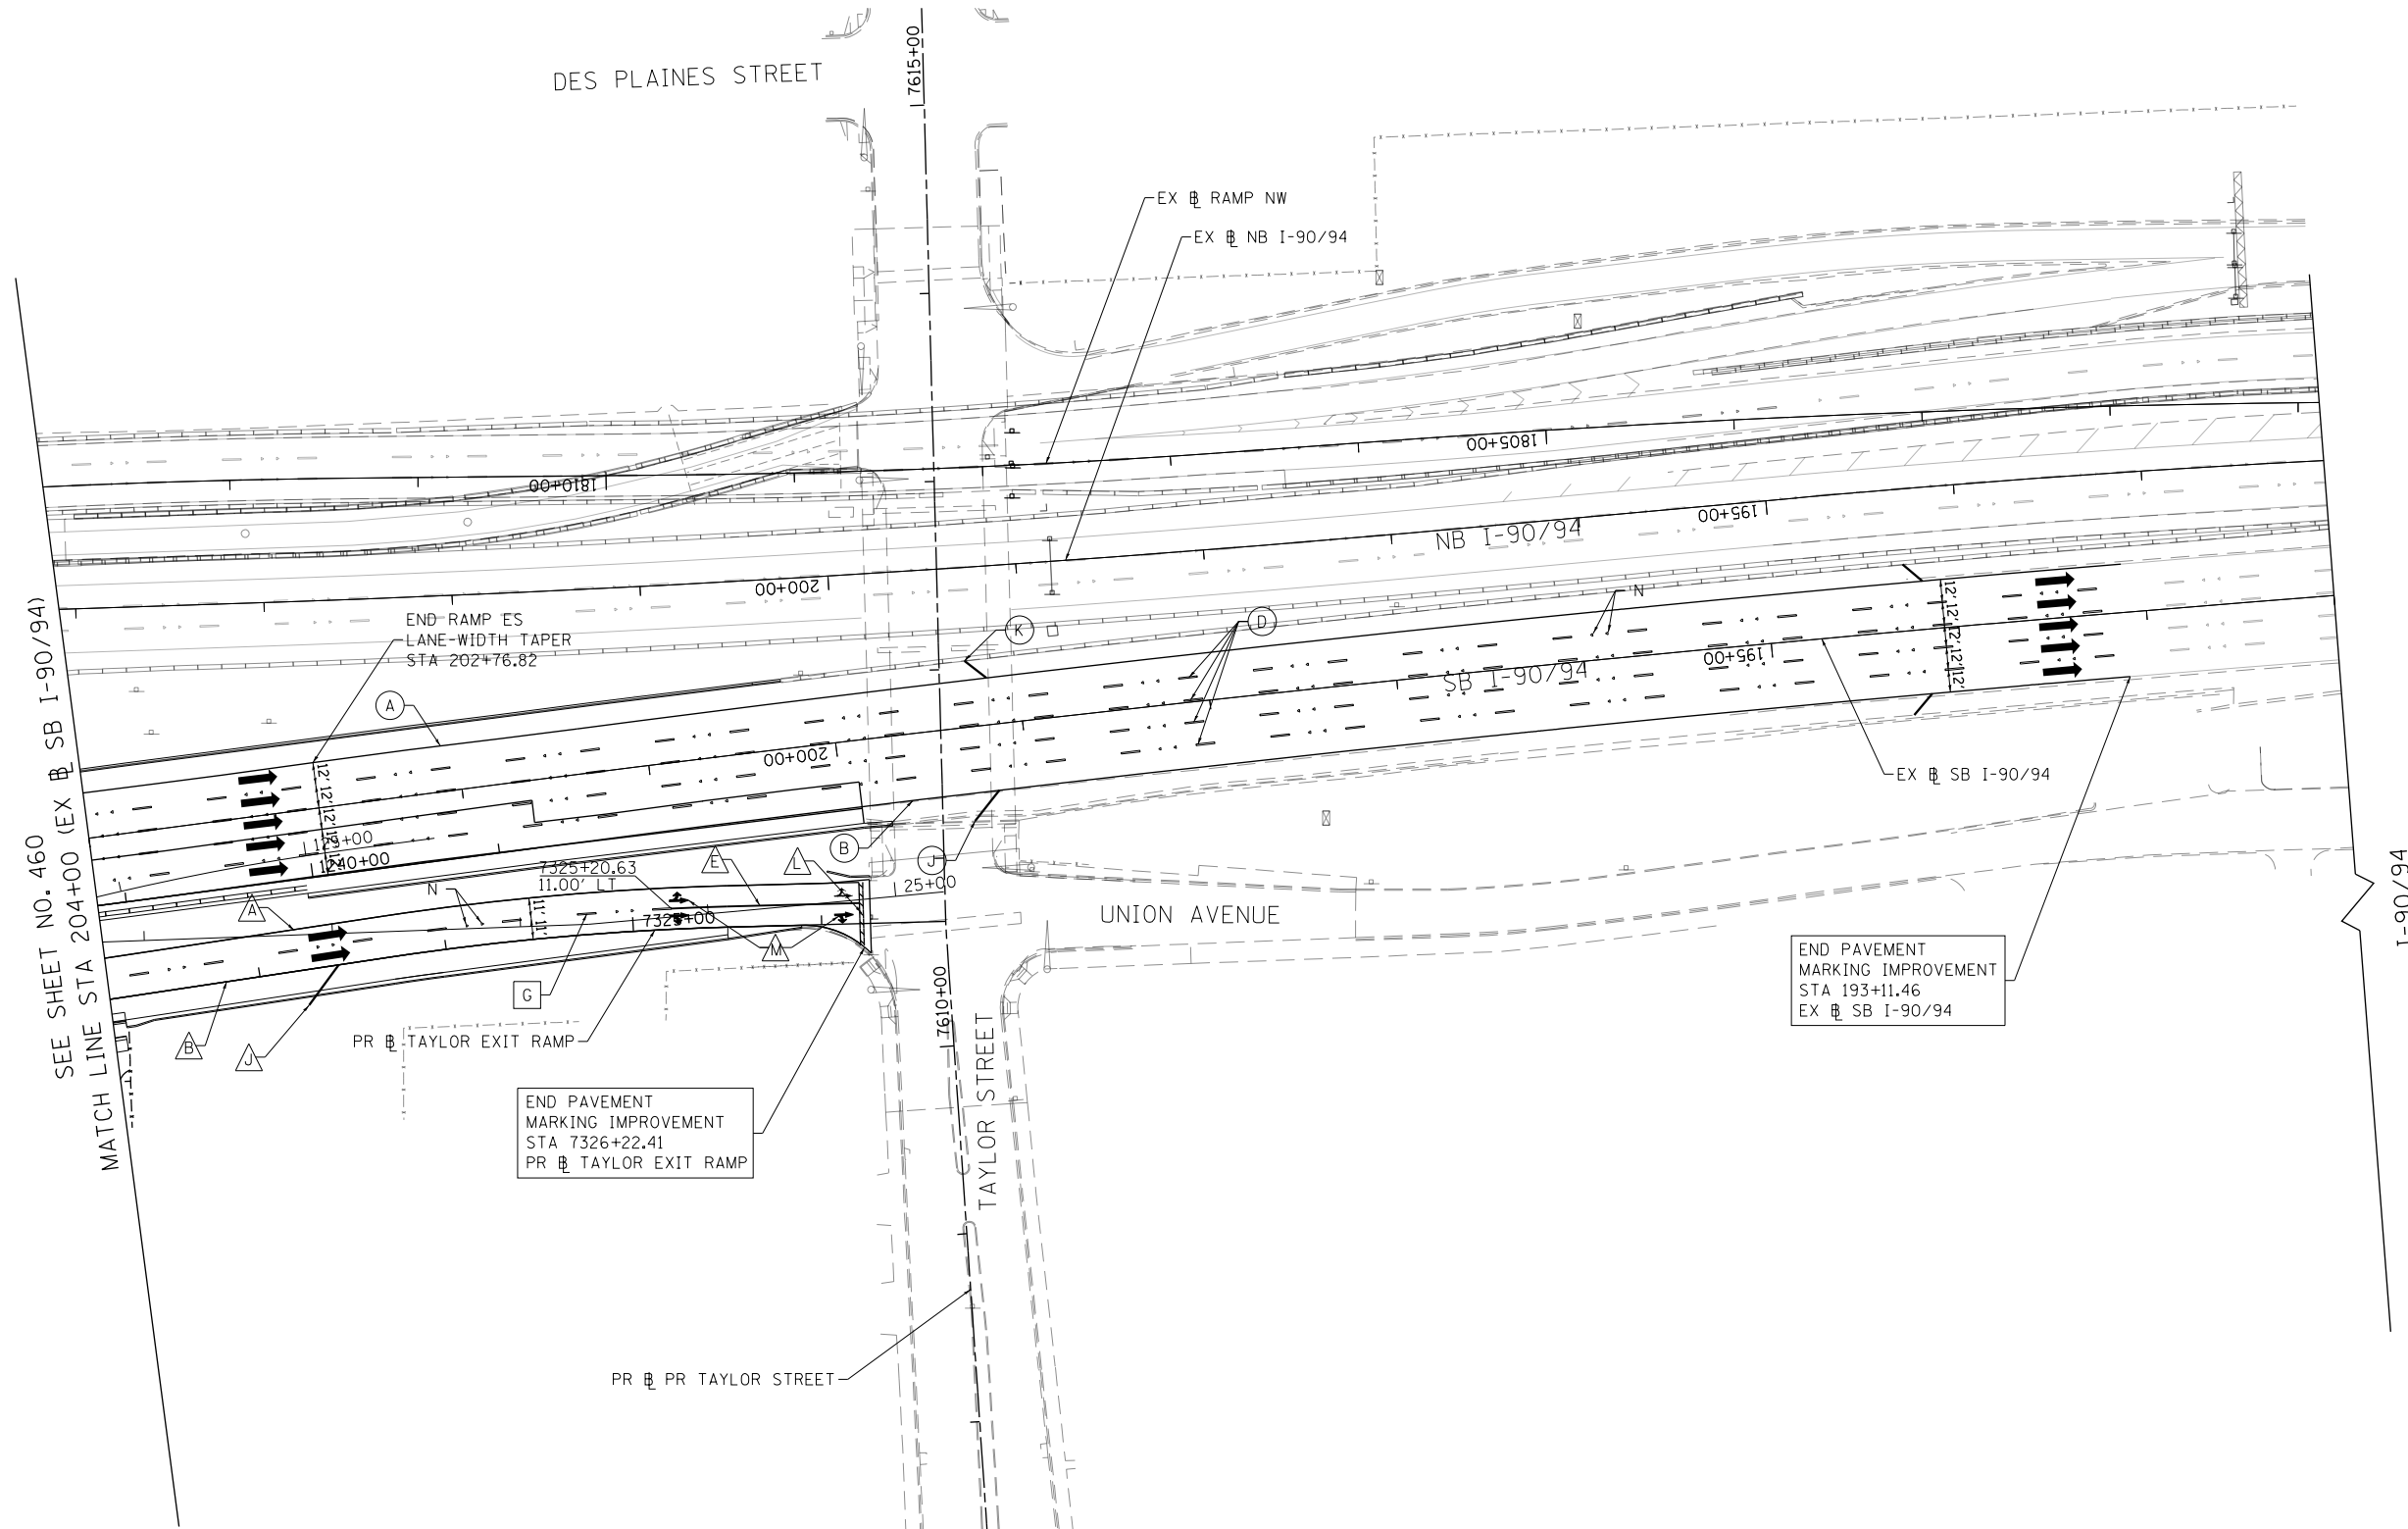 DES PLAINES STREET
7615+00
EX ℄ RAMP NW
EX ℄ NB I-90/94
1805+00
1810+00
195+00
NB I-90/94
200+00
END RAMP ES
LANE-WIDTH TAPER
STA 202+76.82
K
D
N
12' 12' 12' 12' 12'
195+00
SB I-90/94
A
200+00
EX ℄ SB I-90/94
12' 12' 12' 12' 12'
1240+00
B
J
7325+20.63
11.00' LT
E
L
25+00
N
A
11' 11'
7325+00
M
UNION AVENUE
G
B
J
PR ℄ TAYLOR EXIT RAMP
7610+00
TAYLOR STREET
END PAVEMENT
MARKING IMPROVEMENT
STA 193+11.46
EX ℄ SB I-90/94
END PAVEMENT
MARKING IMPROVEMENT
STA 7326+22.41
PR ℄ TAYLOR EXIT RAMP
PR ℄ PR TAYLOR STREET
SEE SHEET NO. 460
MATCH LINE STA 204+00 (EX ℄ SB I-90/94)
I-90/94